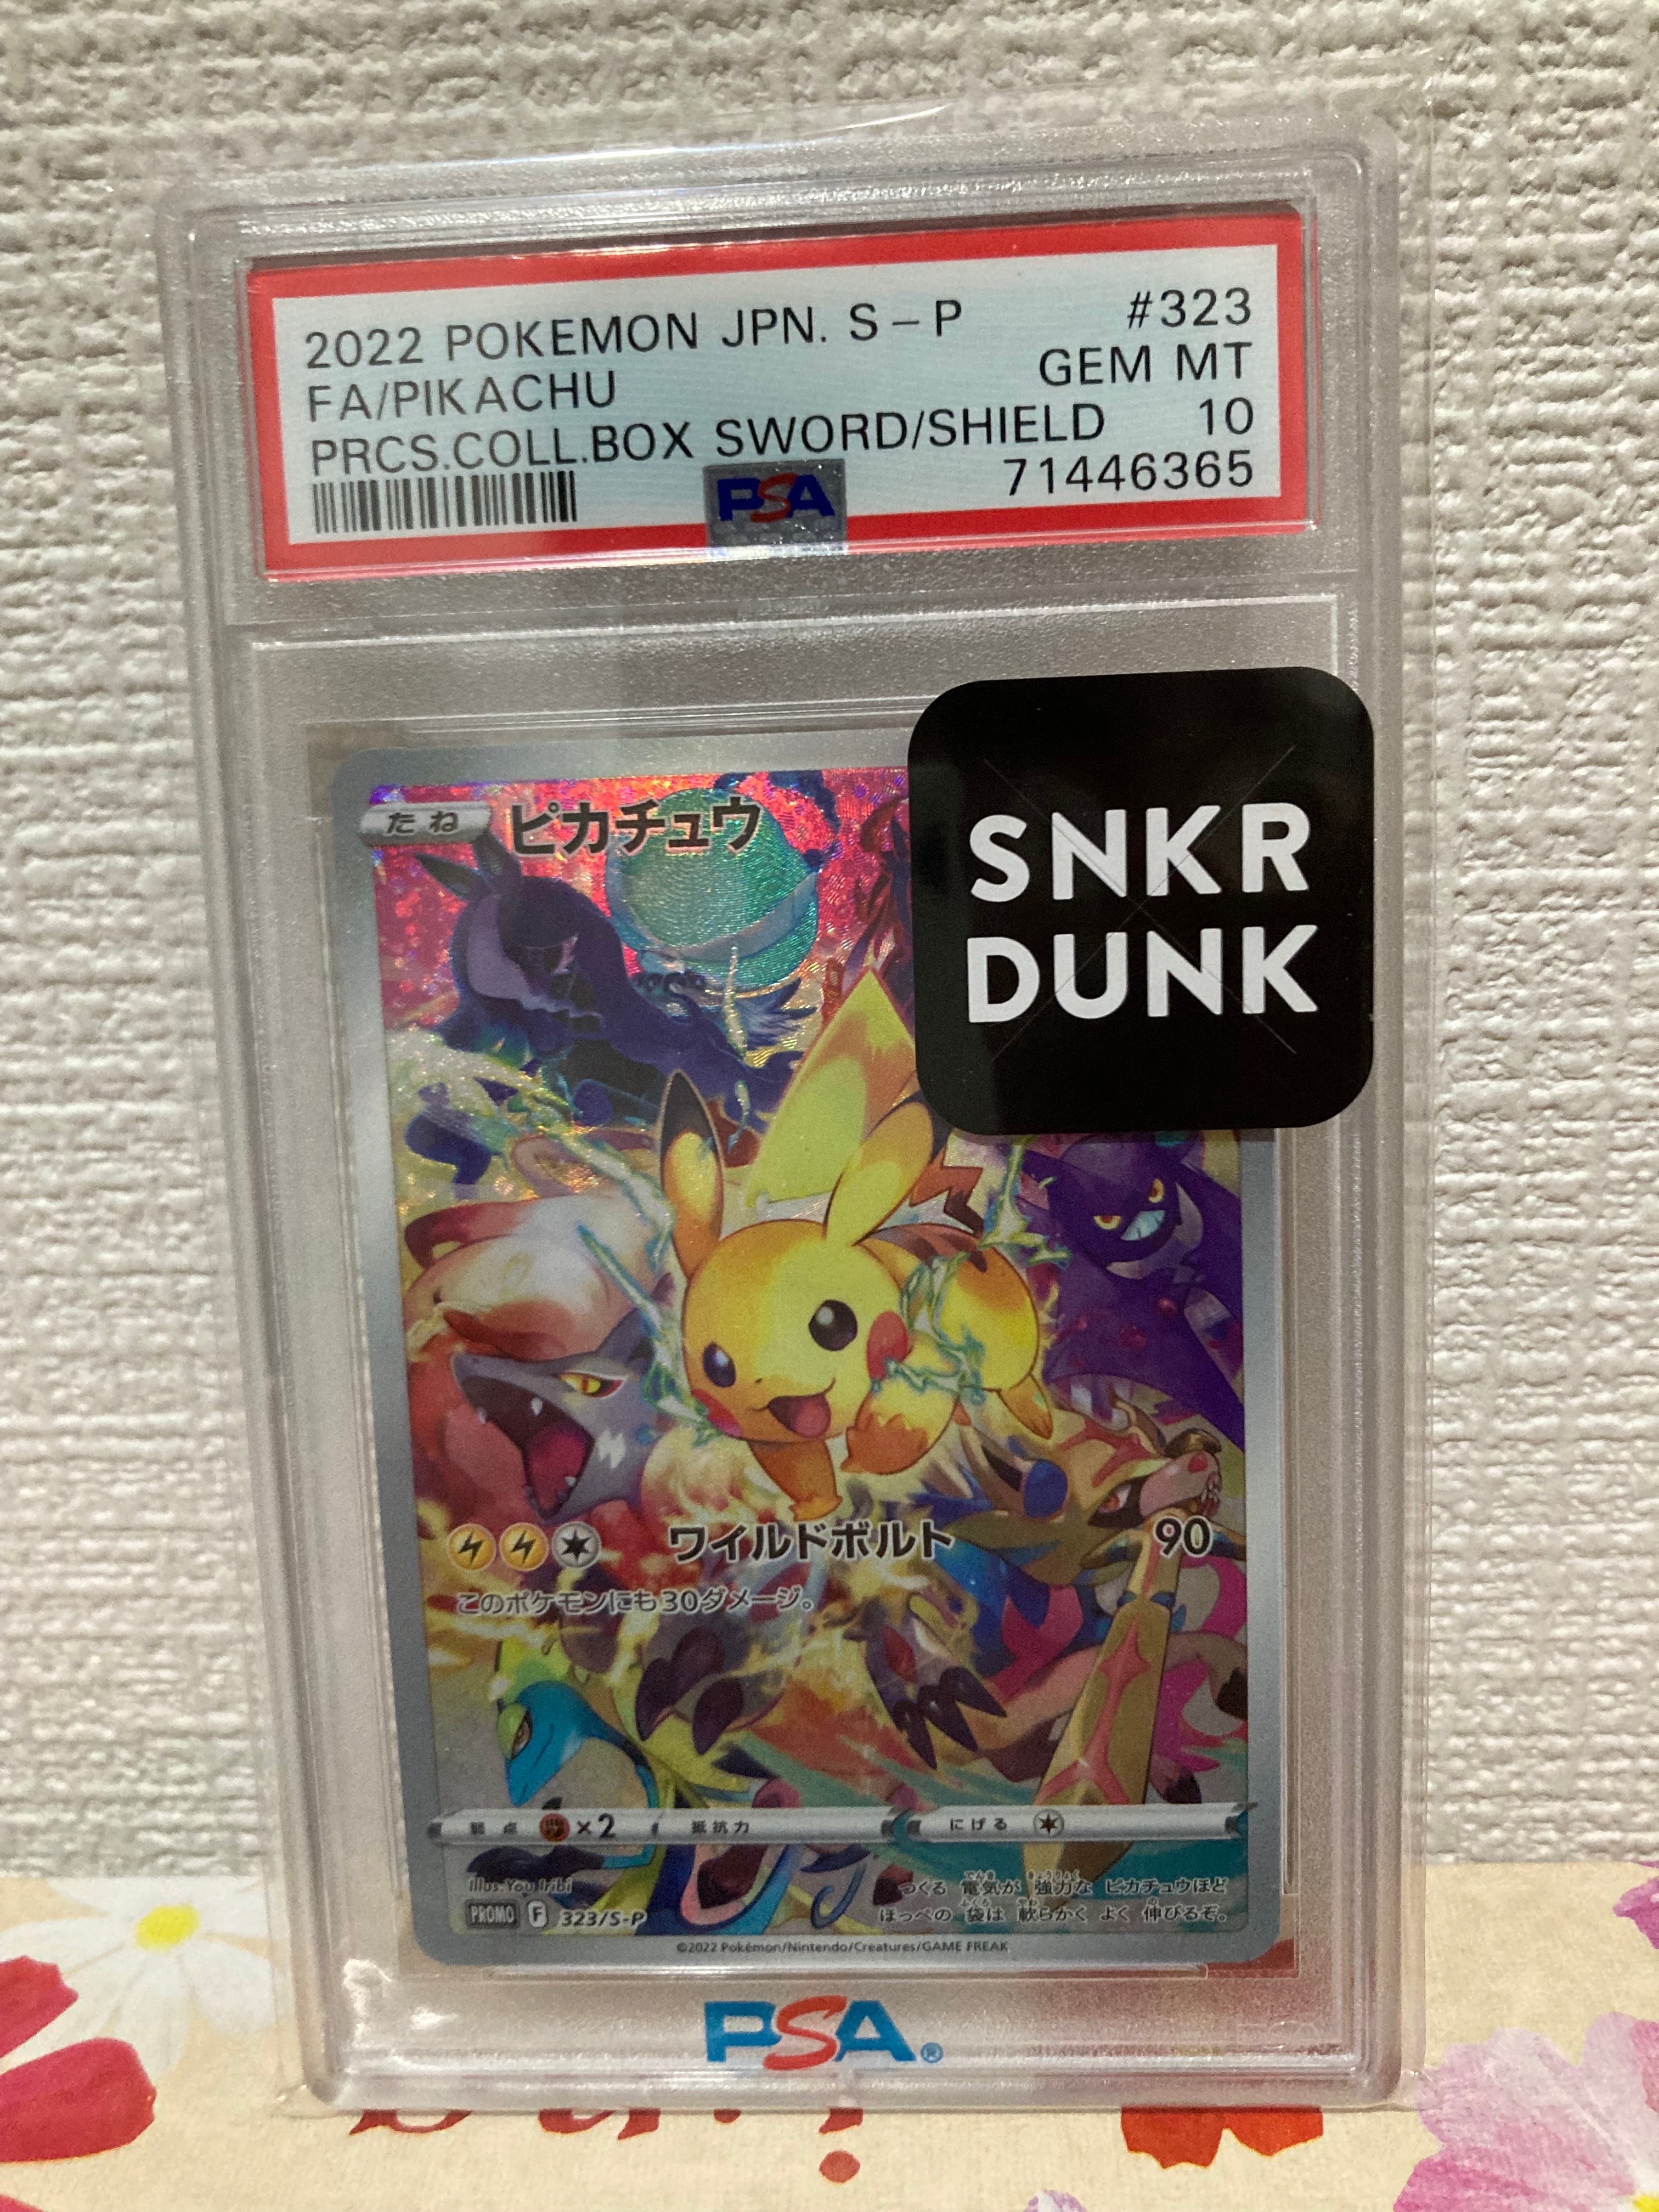 2022 POKEMON JPN. S-P #323
FA/PIKACHU GEM MT
PRCS.COLL.BOX SWORD/SHIELD 10
PSA 71446365
SNKR
DUNK
たね ピカチュウ
ワイルドボルト 90
このポケモンにも30ダメージ。
弱点 ×2 抵抗力 にげる
Illus. You Iribi
つくる 電気が 強力な ピカチュウほど
ほっぺの 袋は 軟らかく よく 伸びるぞ。
PROMO F 323/S-P
©2022 Pokémon/Nintendo/Creatures/GAME FREAK
PSA®